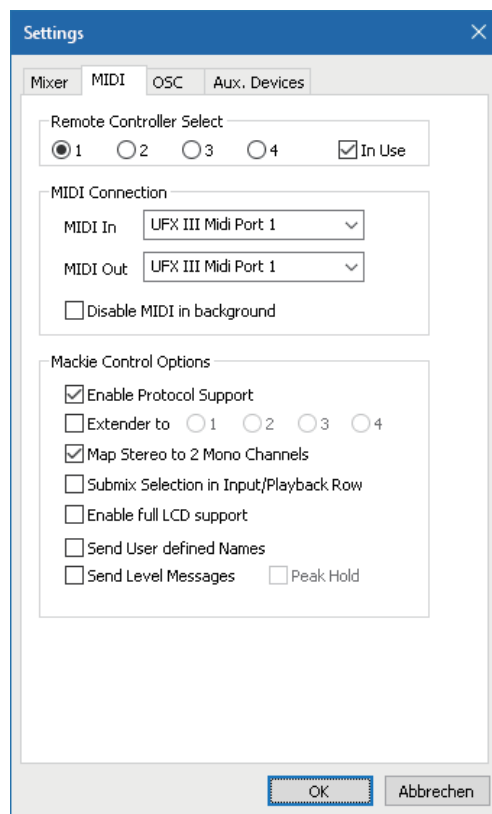 Settings
Mixer MIDI OSC Aux. Devices
Remote Controller Select
1 2 3 4 In Use
MIDI Connection
MIDI In UFX III Midi Port 1
MIDI Out UFX III Midi Port 1
Disable MIDI in background
Mackie Control Options
Enable Protocol Support
Extender to 1 2 3 4
Map Stereo to 2 Mono Channels
Submix Selection in Input/Playback Row
Enable full LCD support
Send User defined Names
Send Level Messages Peak Hold
OK Abbrechen